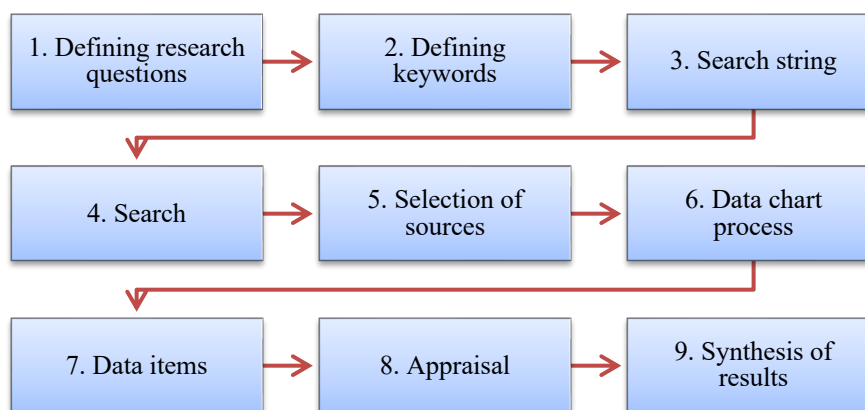 1. Defining research
questions
2. Defining
keywords
3. Search string
4. Search
5. Selection of
sources
6. Data chart
process
7. Data items
8. Appraisal
9. Synthesis of
results